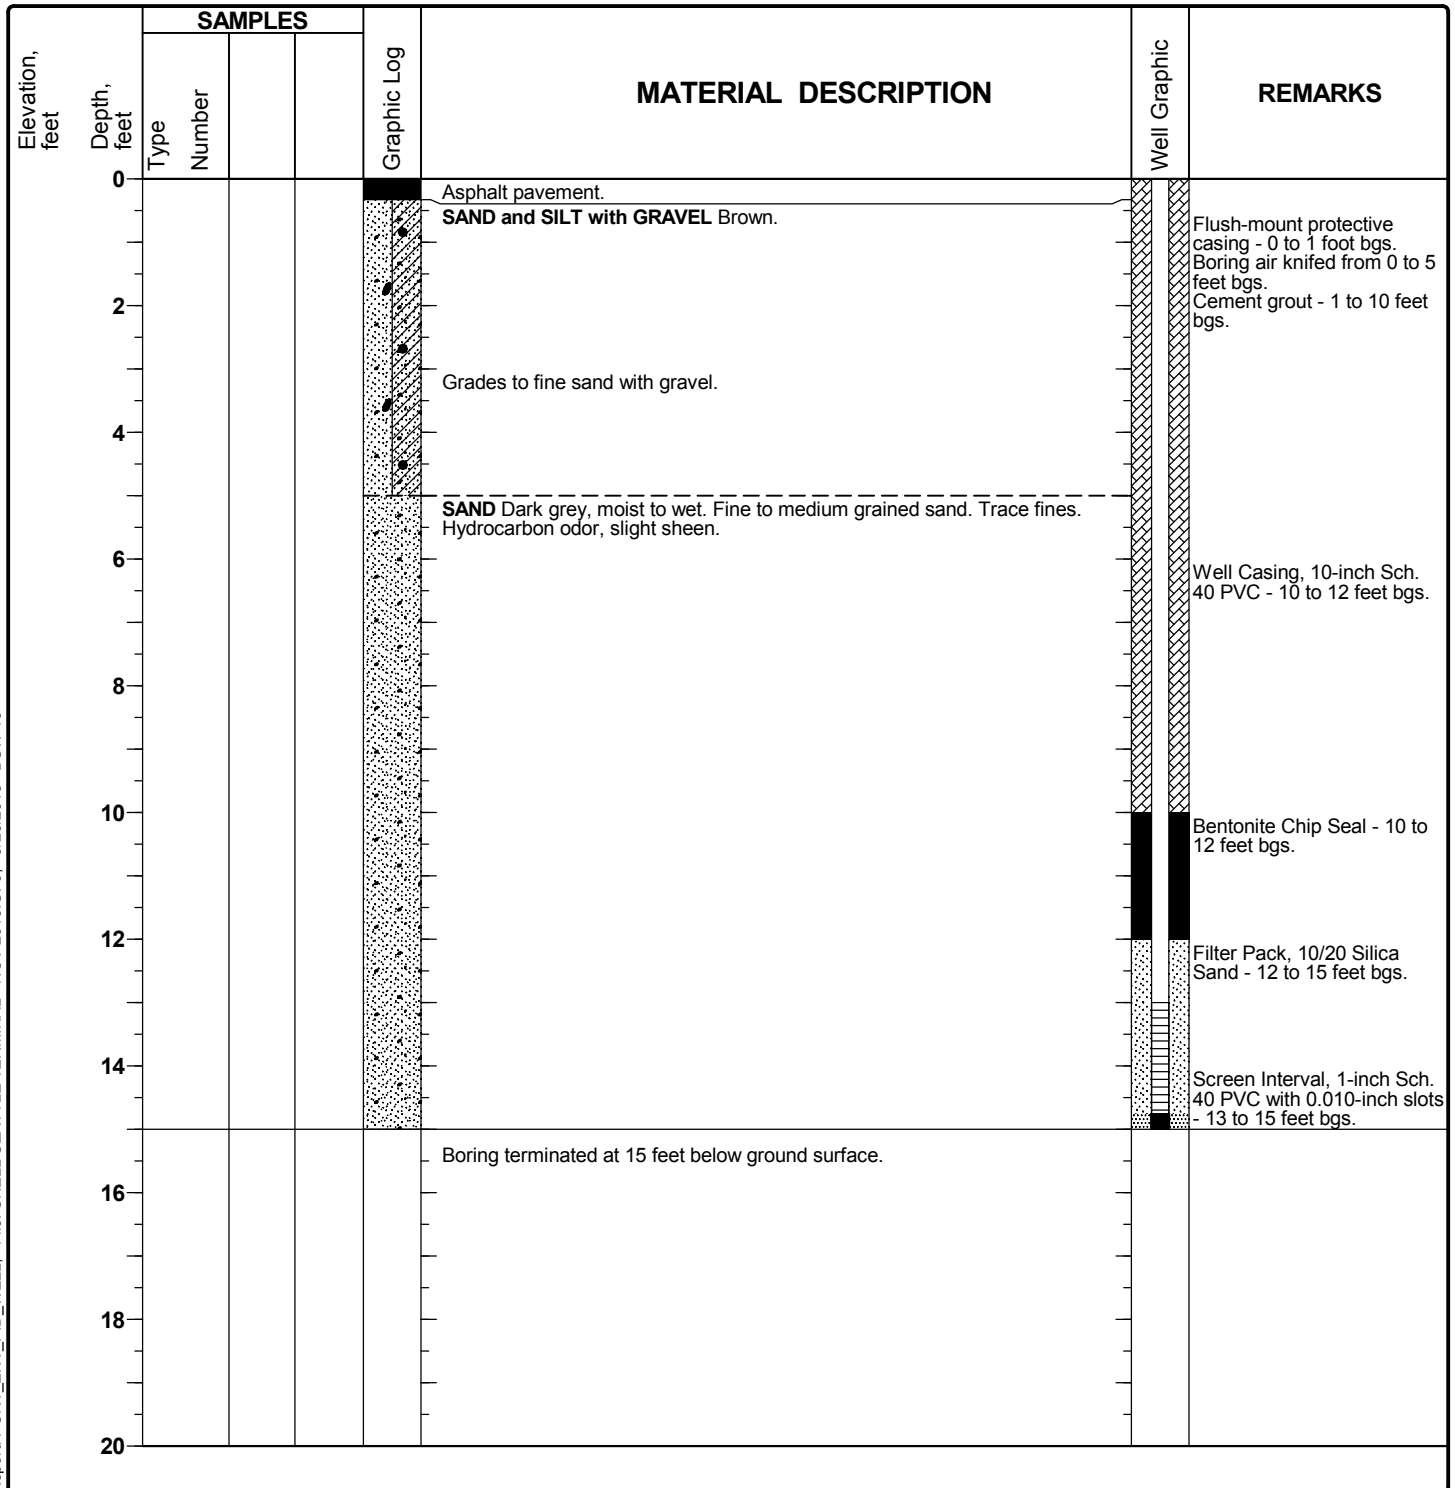 SAMPLES
Elevation,
feet
Depth,
feet
Type
Number
Graphic Log
MATERIAL DESCRIPTION
Well Graphic
REMARKS
0
Asphalt pavement.
SAND and SILT with GRAVEL Brown.
Flush-mount protective
casing - 0 to 1 foot bgs.
Boring air knifed from 0 to 5
feet bgs.
Cement grout - 1 to 10 feet
bgs.
2
Grades to fine sand with gravel.
4
SAND Dark grey, moist to wet. Fine to medium grained sand. Trace fines.
Hydrocarbon odor, slight sheen.
6
Well Casing, 10-inch Sch.
40 PVC - 10 to 12 feet bgs.
8
10
Bentonite Chip Seal - 10 to
12 feet bgs.
12
Filter Pack, 10/20 Silica
Sand - 12 to 15 feet bgs.
14
Screen Interval, 1-inch Sch.
40 PVC with 0.010-inch slots
- 13 to 15 feet bgs.
Boring terminated at 15 feet below ground surface.
16
18
20